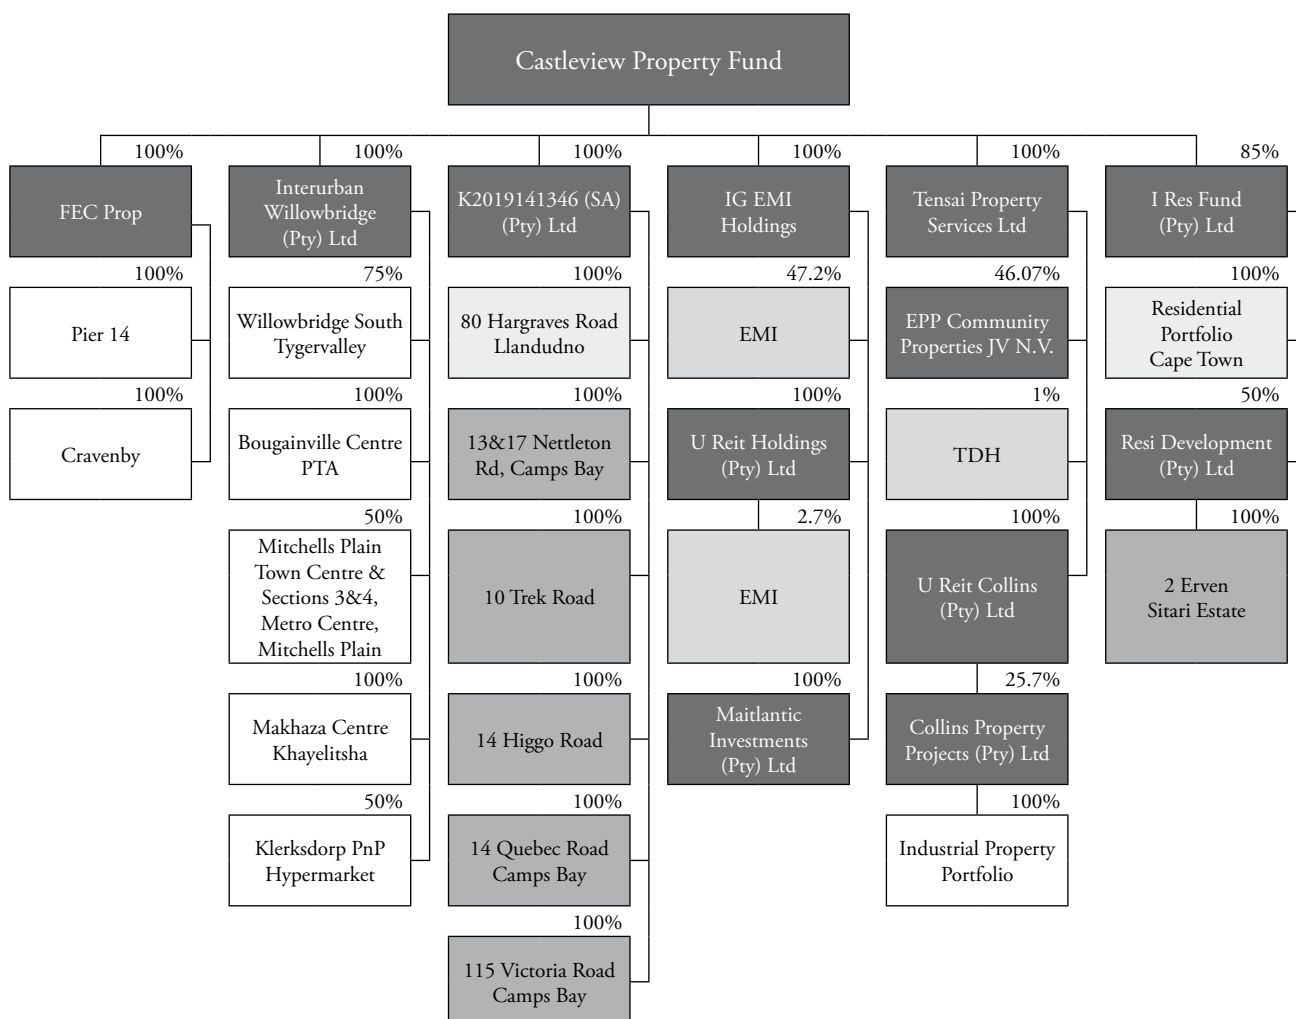 Castleview Property Fund
100%
FEC Prop
100%
Pier 14
100%
Cravenby
100%
Interurban
Willowbridge
(Pty) Ltd
75%
Willowbridge South
Tygervalley
100%
Bougainville Centre
PTA
50%
Mitchells Plain
Town Centre &
Sections 3&4,
Metro Centre,
Mitchells Plain
100%
Makhaza Centre
Khayelitsha
50%
Klerksdorp PnP
Hypermarket
100%
K2019141346 (SA)
(Pty) Ltd
100%
80 Hargraves Road
Llandudno
100%
13&17 Nettleton
Rd, Camps Bay
100%
10 Trek Road
100%
14 Higgo Road
100%
14 Quebec Road
Camps Bay
100%
115 Victoria Road
Camps Bay
100%
IG EMI
Holdings
47.2%
EMI
100%
U Reit Holdings
(Pty) Ltd
2.7%
EMI
100%
Maitlantic
Investments
(Pty) Ltd
100%
Tensai Property
Services Ltd
46.07%
EPP Community
Properties JV N.V.
1%
TDH
100%
U Reit Collins
(Pty) Ltd
25.7%
Collins Property
Projects (Pty) Ltd
100%
Industrial Property
Portfolio
85%
I Res Fund
(Pty) Ltd
100%
Residential
Portfolio
Cape Town
50%
Resi Development
(Pty) Ltd
100%
2 Erven
Sitari Estate